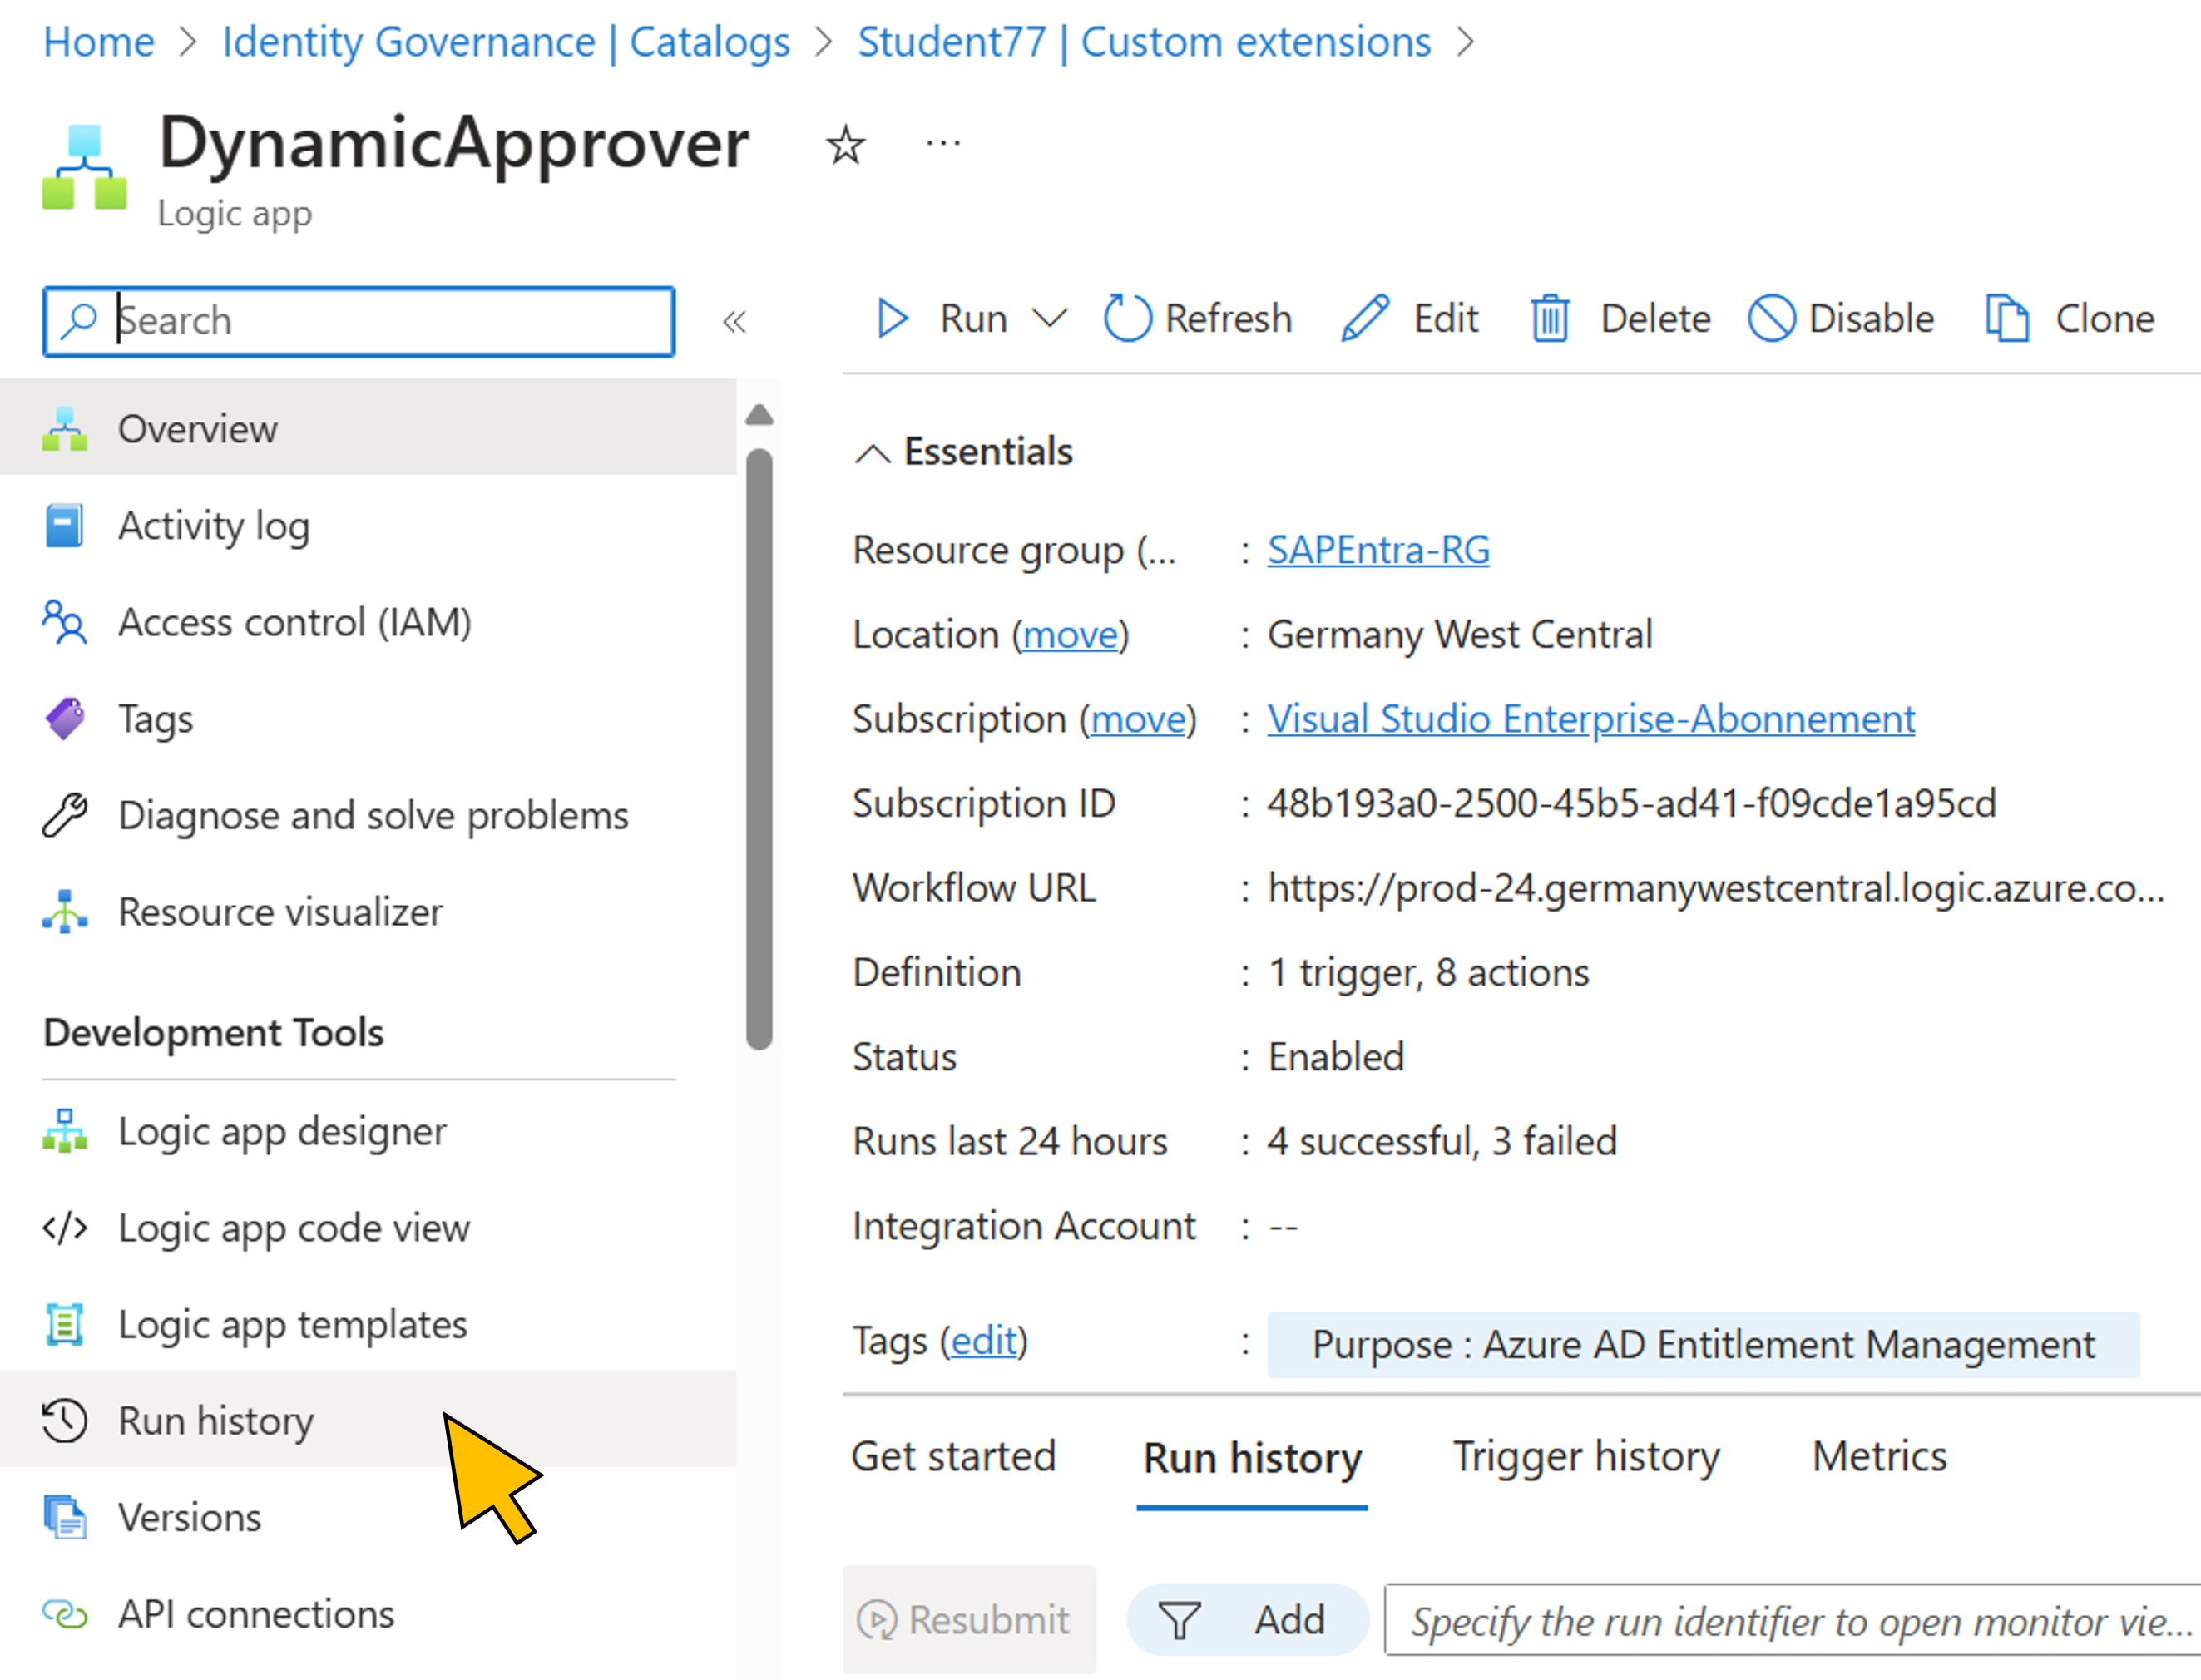 Home > Identity Governance | Catalogs > Student77 | Custom extensions >
DynamicApprover
Logic app
Search
Overview
Activity log
Access control (IAM)
Tags
Diagnose and solve problems
Resource visualizer
Development Tools
Logic app designer
Logic app code view
Logic app templates
Run history
Versions
API connections
Run Refresh Edit Delete Disable Clone
Essentials
Resource group (... : SAPEntra-RG
Location (move) : Germany West Central
Subscription (move) : Visual Studio Enterprise-Abonnement
Subscription ID : 48b193a0-2500-45b5-ad41-f09cde1a95cd
Workflow URL : https://prod-24.germanywestcentral.logic.azure.co...
Definition : 1 trigger, 8 actions
Status : Enabled
Runs last 24 hours : 4 successful, 3 failed
Integration Account : --
Tags (edit) : Purpose : Azure AD Entitlement Management
Get started Run history Trigger history Metrics
Resubmit Add Specify the run identifier to open monitor vie...